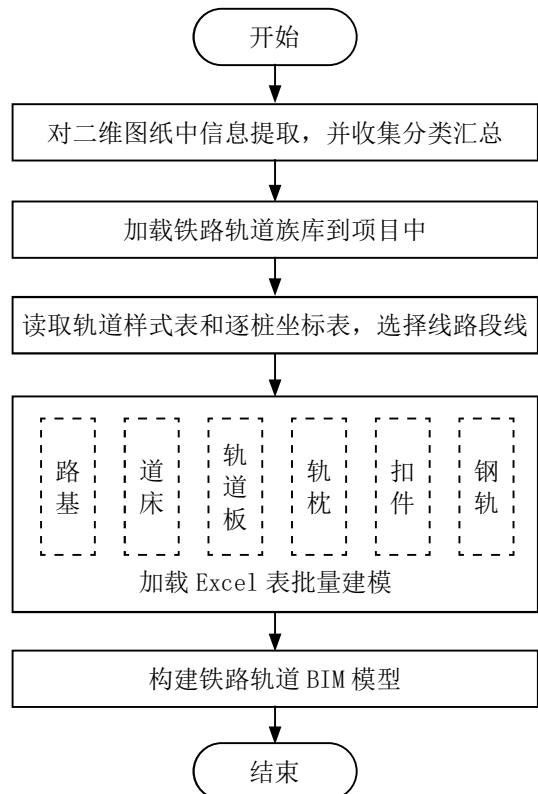 开始
对二维图纸中信息提取，并收集分类汇总
加载铁路轨道族库到项目中
读取轨道样式表和逐桩坐标表，选择线路段线
路基
道床
轨道板
轨枕
扣件
钢轨
加载 Excel 表批量建模
构建铁路轨道 BIM 模型
结束